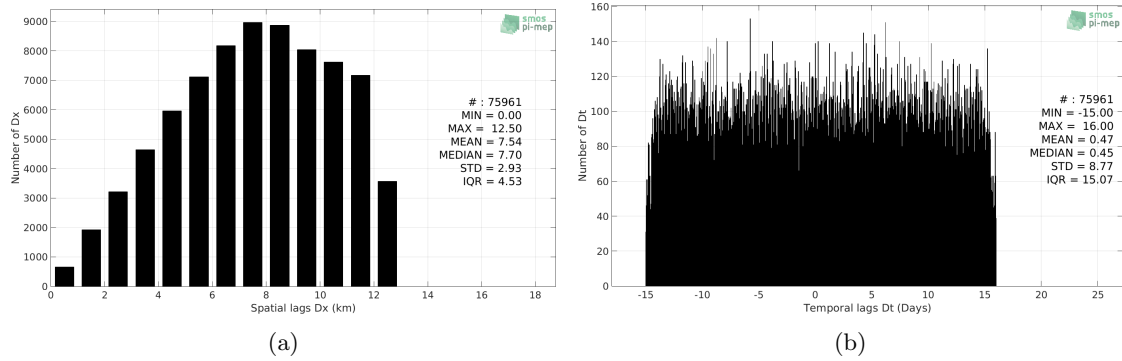 9000
8000
7000
6000
5000
4000
3000
2000
1000
0
Number of Dx
0 2 4 6 8 10 12 14 16 18
Spatial lags Dx (km)
smos
pi-mep
# : 75961
MIN = 0.00
MAX = 12.50
MEAN = 7.54
MEDIAN = 7.70
STD = 2.93
IQR = 4.53
(a)
160
140
120
100
80
60
40
20
0
Number of Dt
-15 -10 -5 0 5 10 15 20 25
Temporal lags Dt (Days)
smos
pi-mep
# : 75961
MIN = -15.00
MAX = 16.00
MEAN = 0.47
MEDIAN = 0.45
STD = 8.77
IQR = 15.07
(b)